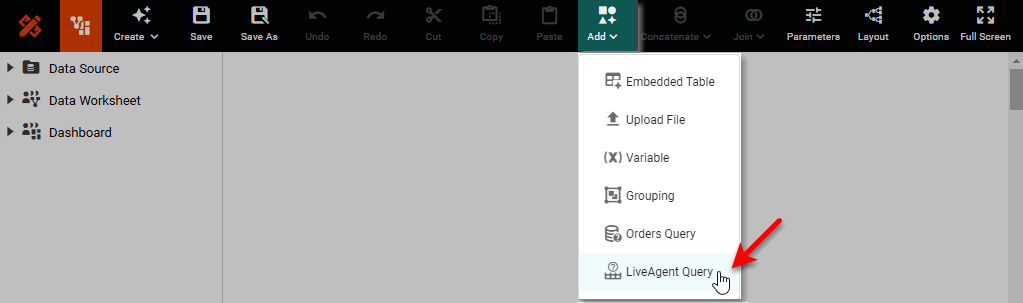 Create Save Save As Undo Redo Cut Copy Paste Add Concatenate Join Parameters Layout Options Full Screen
Data Source
Data Worksheet
Dashboard
Embedded Table
Upload File
(x) Variable
Grouping
Orders Query
LiveAgent Query